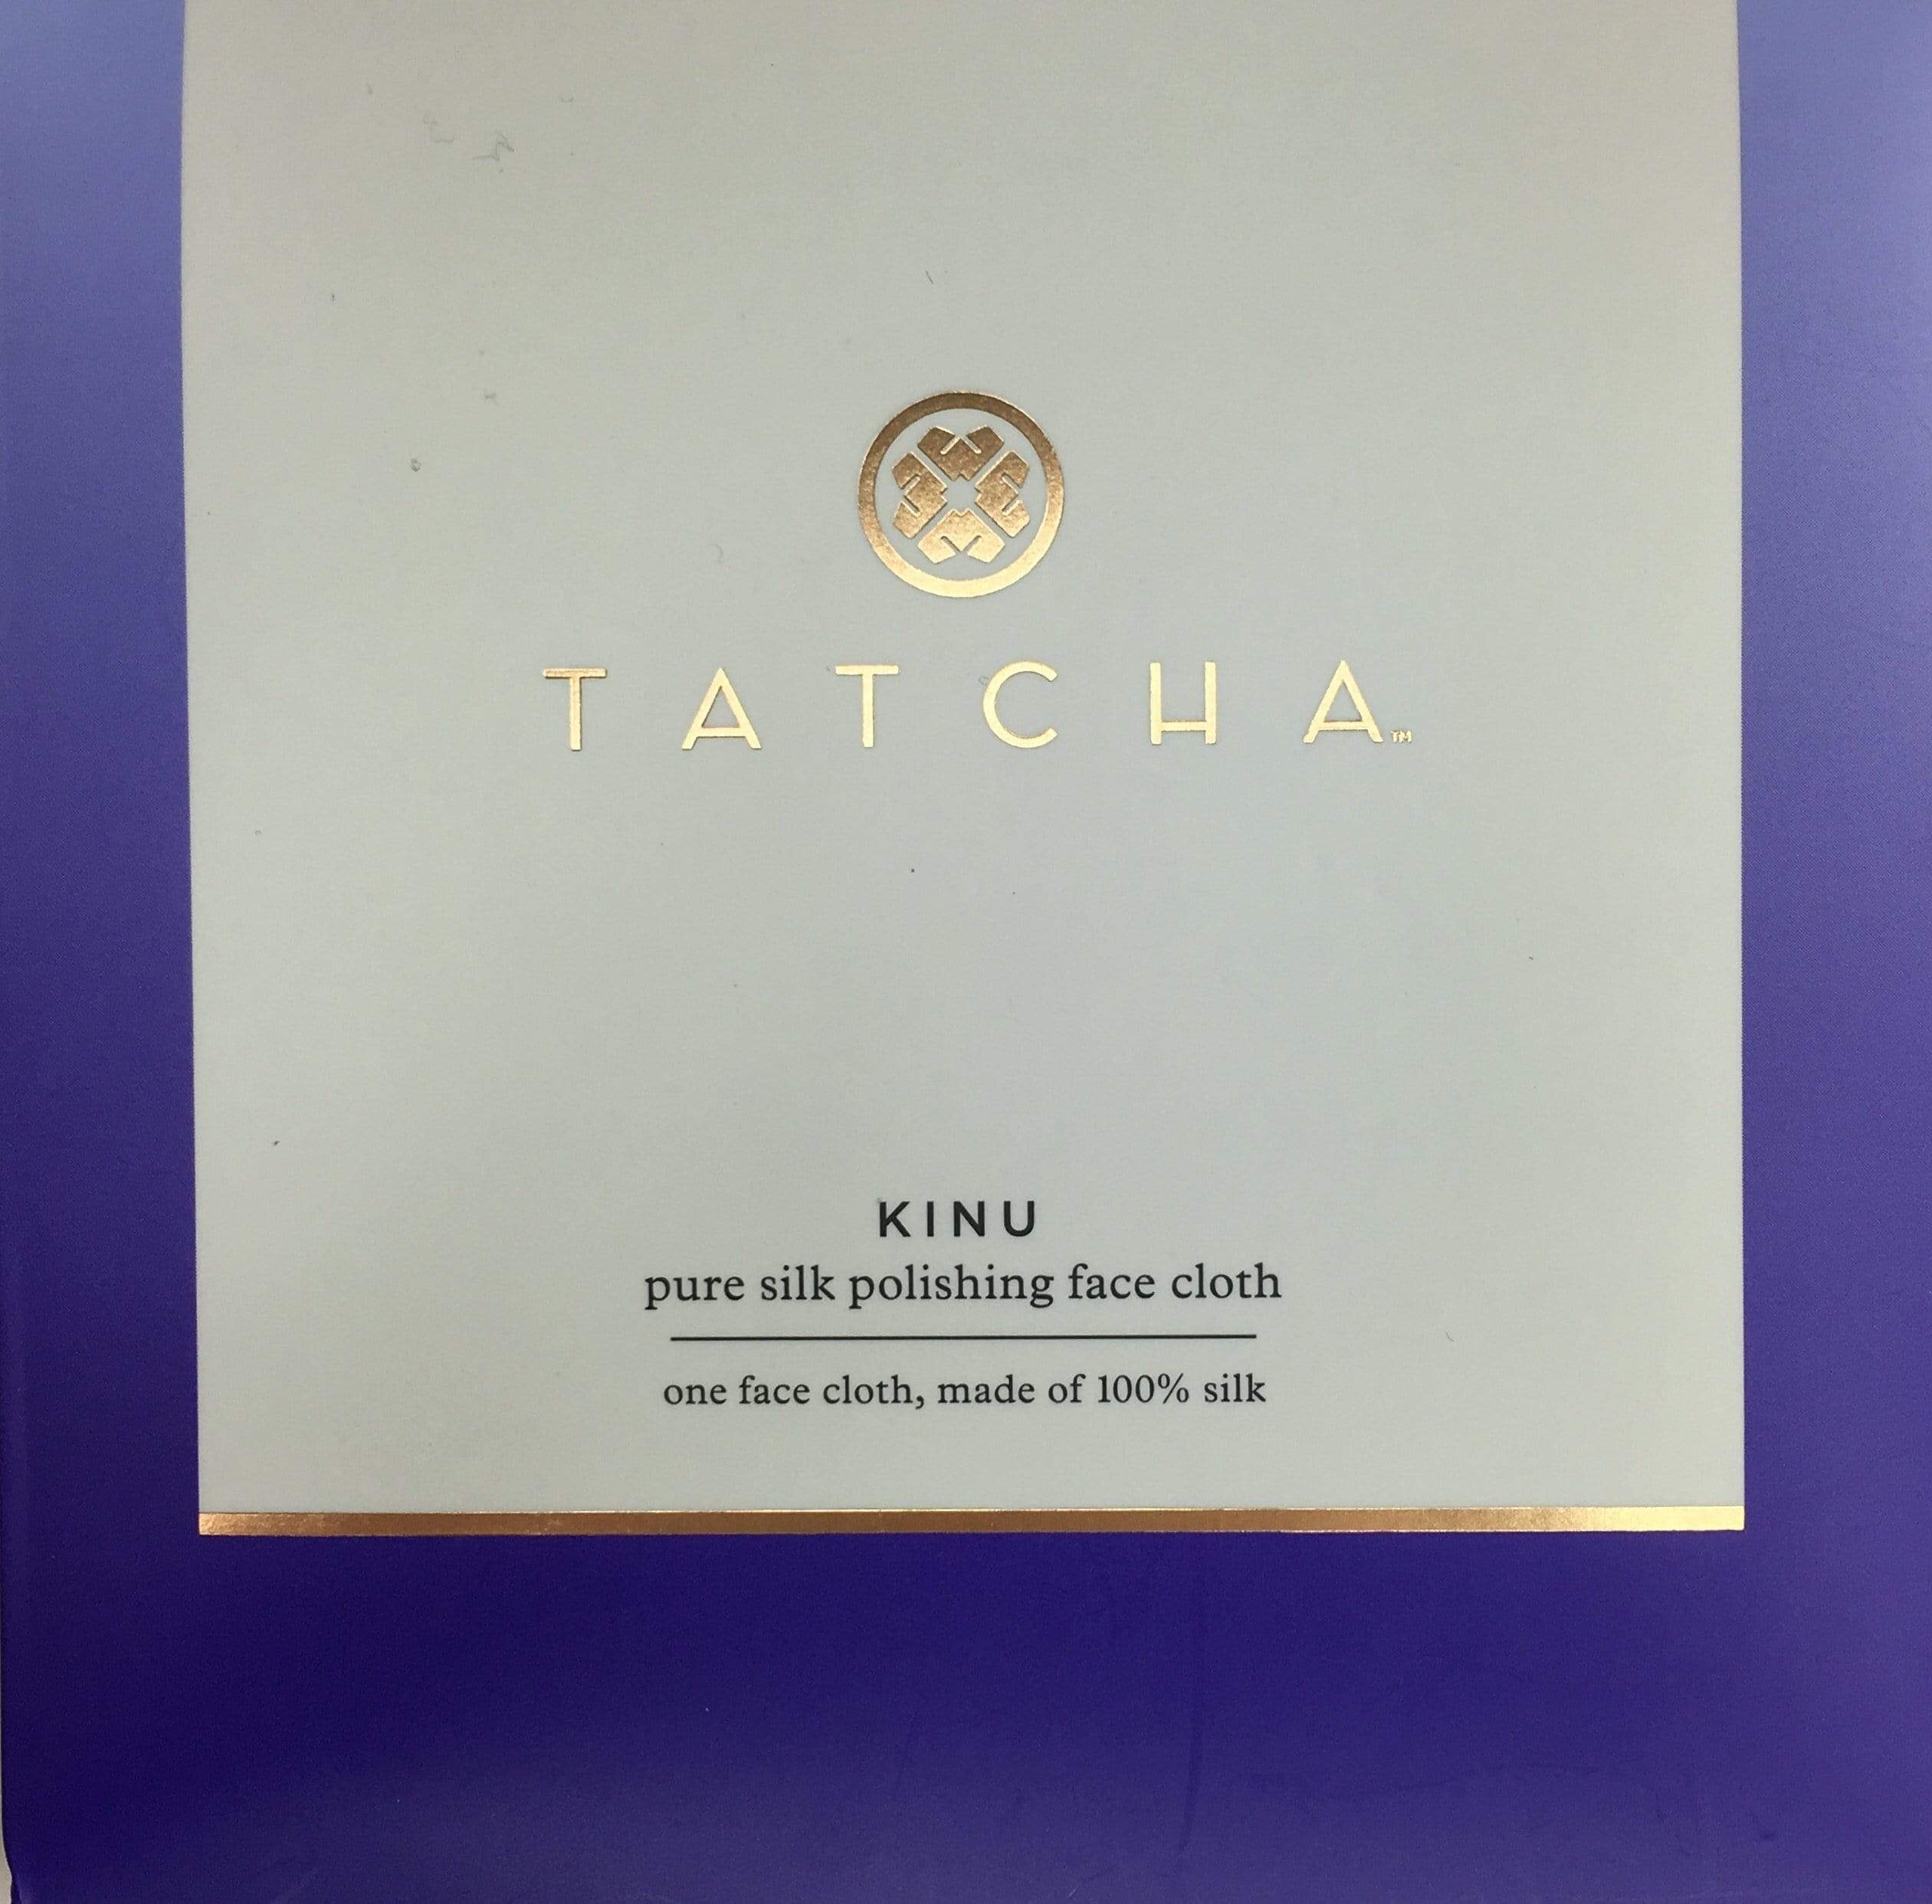 TATCHA™
KINU
pure silk polishing face cloth
one face cloth, made of 100% silk